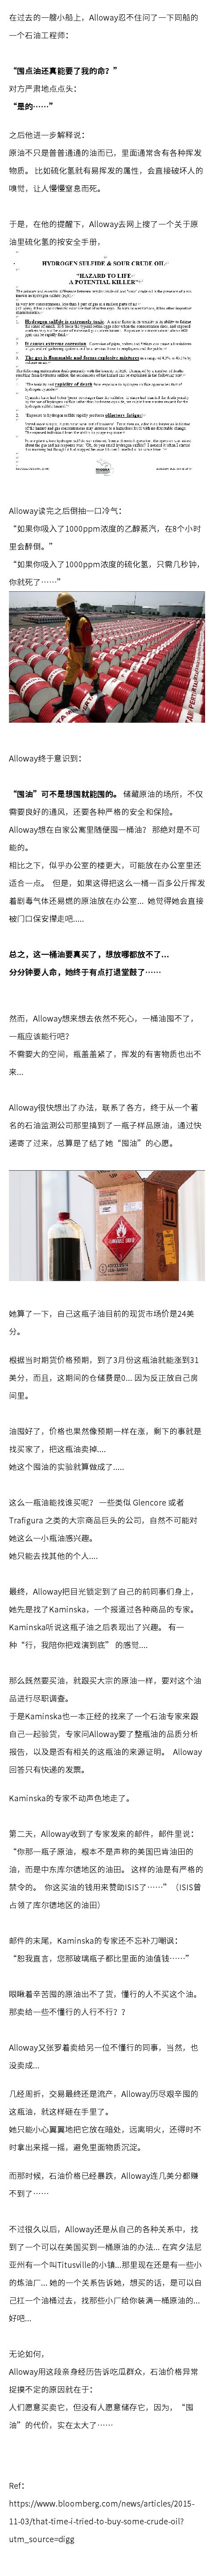 在过去的一艘小船上，Alloway忍不住问了一下同船的
一个石油工程师：
“囤点油还真能要了我的命？”
对方严肃地点点头：
“是的……”
之后他进一步解释说：
原油不只是普普通通的油而已，里面通常含有各种挥发
物质。 比如硫化氢就有易挥发的属性，会直接破坏人的
嗅觉，让人慢慢窒息而死。
于是，在他的提醒下，Alloway去网上搜了一个关于原
油里硫化氢的按安全手册，
HYDROGEN SULFIDE & SOUR CRUDE OIL
“HAZARD TO LIFE
A POTENTIAL KILLER”
Hydrogen sulfide is extremely toxic.
It causes corrosion
The gas is flammable and forms explosive mixtures
rapidity of death
olfactory fatigue
Alloway读完之后倒抽一口冷气：
“如果你吸入了1000ppm浓度的乙醇蒸汽，在8个小时
里会醉倒。”
“如果你吸入了1000ppm浓度的硫化氢，只需几秒钟，
你就死了……”
Alloway终于意识到：
“囤油”可不是想囤就能囤的。 储藏原油的场所，不仅
需要良好的通风，还要各种严格的安全和保险。
Alloway想在自家公寓里随便囤一桶油？ 那绝对是不可
能的。
相比之下，似乎办公室的楼更大，可能放在办公室里还
适合一点。 但是，如果这得把这么一桶一百多公斤挥发
着剧毒气体还易燃的原油放在办公室... 她觉得她会直接
被门口保安撵走吧.....
总之，这一桶油要真买了，想放哪都放不了...
分分钟要人命，她终于有点打退堂鼓了……
然而，Alloway想来想去依然不死心，一桶油囤不了，
一瓶应该能行吧？
不需要大的空间，瓶盖盖紧了，挥发的有害物质也出不
来...
Alloway很快想出了办法，联系了各方，终于从一个著
名的石油监测公司那里搞到了一瓶子样品原油，通过快
递寄了过来，总算是了结了她“囤油”的心愿。
她算了一下，自己这瓶子油目前的现货市场价是24美
分。
根据当时期货价格预期，到了3月份这瓶油就能涨到31
美分，而且，这期间的仓储费是0... 因为反正放自己房
间里。
油囤好了，价格也果然像预期一样在涨，剩下的事就是
找买家了，把这瓶油卖掉....
她这个囤油的实验就算做成了.....
这么一瓶油能找谁买呢？ 一些类似 Glencore 或者
Trafigura 之类的大宗商品巨头的公司，自然不可能对
她这么一小瓶油感兴趣。
她只能去找其他的个人....
最终，Alloway把目光锁定到了自己的前同事们身上，
她先是找了Kaminska，一个报道过各种商品的专家。
Kaminska听说这瓶子油之后表现出了兴趣。 有一
种“行，我陪你把戏演到底” 的感觉....
那么既然要买油，就跟买大宗的原油一样，要对这个油
品进行尽职调查。
于是Kaminska也一本正经的找来了一个石油专家来跟
自己一起验货，专家问Alloway要了整瓶油的品质分析
报告，以及是否有相关的这瓶油的来源证明。 Alloway
回答只有快递的发票。
Kaminska的专家不动声色地走了。
第二天，Alloway收到了专家发来的邮件，邮件里说：
“你那一瓶子原油，根本不是声称的美国巴肯油田的
油，而是中东库尔德地区的油田。 这样的油是有严格的
禁令的。 你这买油的钱用来赞助ISIS了……” （ISIS曾
占领了库尔德地区的油田）
邮件的末尾，Kaminska的专家还不忘补刀嘲讽：
“恕我直言，您那玻璃瓶子都比里面的油值钱……”
眼瞅着辛苦囤的原油出不了货，懂行的人不买这个油。
那卖给一些不懂行的人行不行？？
Alloway又张罗着卖给另一位不懂行的同事，当然，也
没卖成...
几经周折，交易最终还是流产，Alloway历尽艰辛囤的
这瓶油，就这样砸在手里了。
她只能小心翼翼地把它放在暗处，远离明火，还得时不
时拿出来摇一摇，避免里面物质沉淀。
而那时候，石油价格已经暴跌，Alloway连几美分都赚
不到了……
不过很久以后，Alloway还是从自己的各种关系中，找
到了一个可以在美国买到一桶原油的办法... 在宾夕法尼
亚州有一个叫Titusville的小镇...那里现在还是有一些小
的炼油厂... 她的一个关系告诉她，想买的话，是可以自
己扛一个油桶过去，找那些小厂给你装满一桶原油的...
好吧...
无论如何，
Alloway用这段亲身经历告诉吃瓜群众，石油价格异常
捉摸不定的原因就在于：
人们愿意买卖它，但没有人愿意储存它，因为，“囤
油”的代价，实在太大了……
Ref：
https://www.bloomberg.com/news/articles/2015-
11-03/that-time-i-tried-to-buy-some-crude-oil?
utm_source=digg